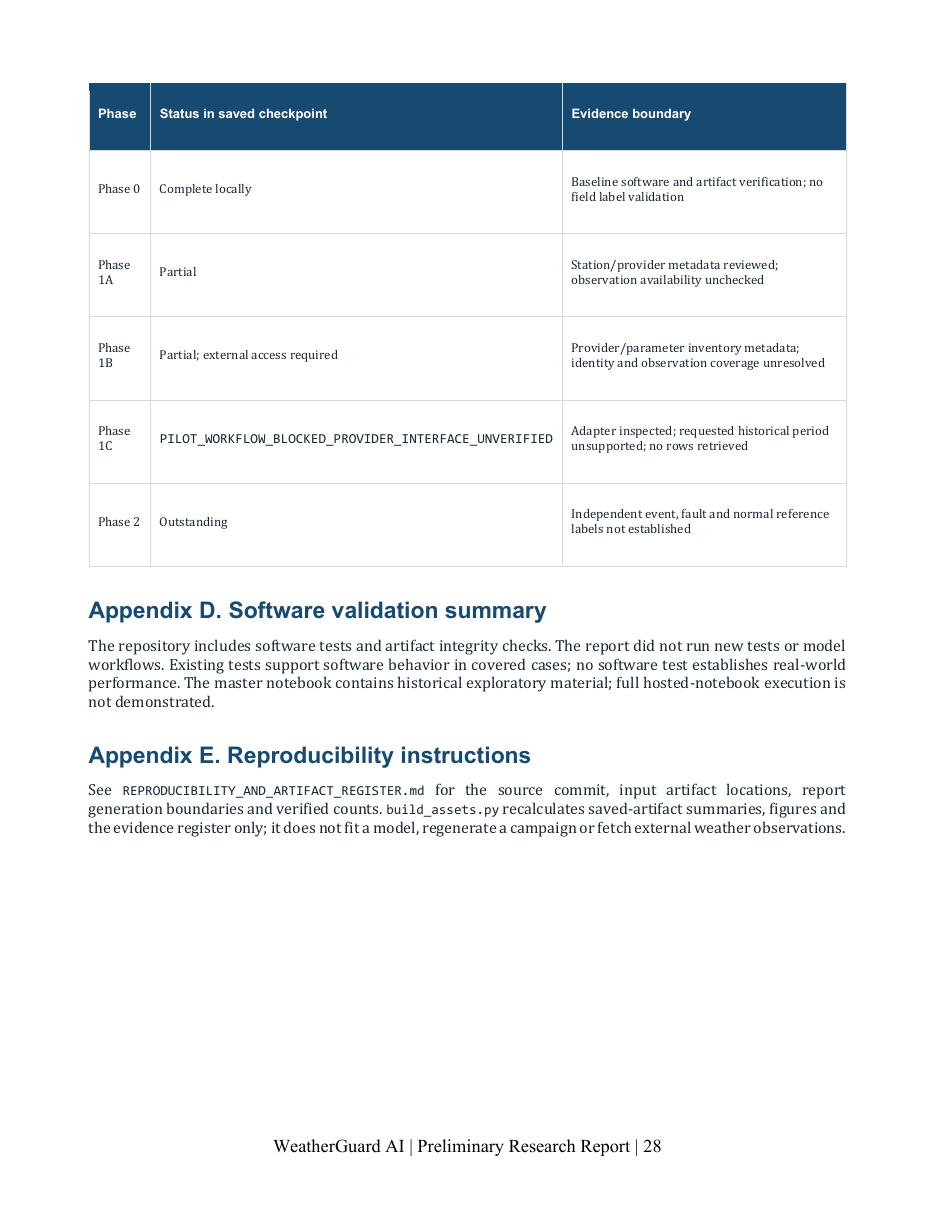 Phase Status in saved checkpoint Evidence boundary
Phase 0 Complete locally Baseline software and artifact verification; no
field label validation
Phase
1A
Partial
Station/provider metadata reviewed;
observation availability unchecked
Phase
1B
Partial; external access required
Provider/parameter inventory metadata;
identity and observation coverage unresolved
Phase
1C
PILOT_WORKFLOW_BLOCKED_PROVIDER_INTERFACE_UNVERIFIED
Adapter inspected; requested historical period
unsupported; no rows retrieved
Phase 2 Outstanding
Independent event, fault and normal reference
labels not established
Appendix D. Software validation summary
The repository includes software tests and artifact integrity checks. The report did not run new tests or model
workflows. Existing tests support software behavior in covered cases; no software test establishes real-world
performance. The master notebook contains historical exploratory material; full hosted-notebook execution is
not demonstrated.
Appendix E. Reproducibility instructions
See REPRODUCIBILITY_AND_ARTIFACT_REGISTER.md for the source commit, input artifact locations, report
generation boundaries and verified counts. build_assets.py recalculates saved-artifact summaries, figures and
the evidence register only; it does not fit a model, regenerate a campaign or fetch external weather observations.
WeatherGuard AI | Preliminary Research Report | 28